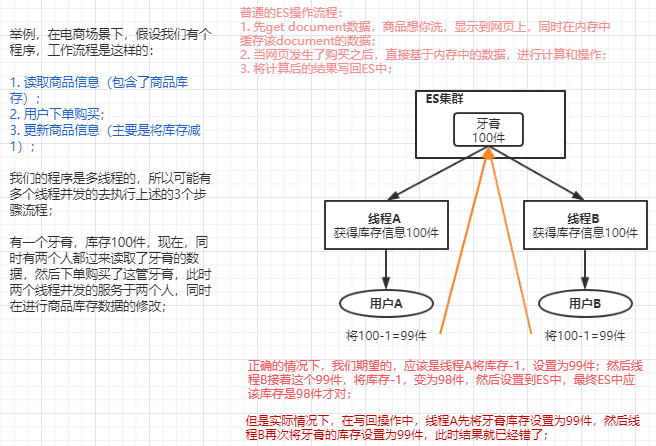 举例，在电商场景下，假设我们有个
程序，工作流程是这样的：
1. 读取商品信息（包含了商品库
存）；
2. 用户下单购买；
3. 更新商品信息（主要是将库存减
1）；
我们的程序是多线程的，所以可能有
多个线程并发的去执行上述的3个步
骤流程；
有一个牙膏，库存100件，现在，同
时有两个人都过来读取了牙膏的数
据，然后下单购买了这管牙膏，此时
两个线程并发的服务于两个人，同时
在进行商品库存数据的修改；
普通的ES操作流程：
1. 先get document数据，商品想你洗，显示到网页上，同时在内存中
缓存该document的数据；
2. 当网页发生了购买之后，直接基于内存中的数据，进行计算和操作；
3. 将计算后的结果写回ES中；
ES集群
牙膏
100件
线程A
获得库存信息100件
线程B
获得库存信息100件
用户A
用户B
将100-1=99件
将100-1=99件
正确的情况下，我们期望的，应该是线程A将库存-1，设置为99件；然后线
程B接着这个99件，将库存-1，变为98件，然后设置到ES中，最终ES中应
该库存是98件才对；
但是实际情况下，在写回操作中，线程A先将牙膏库存设置为99件，然后线
程B再次将牙膏的库存设置为99件，此时结果就已经错了；